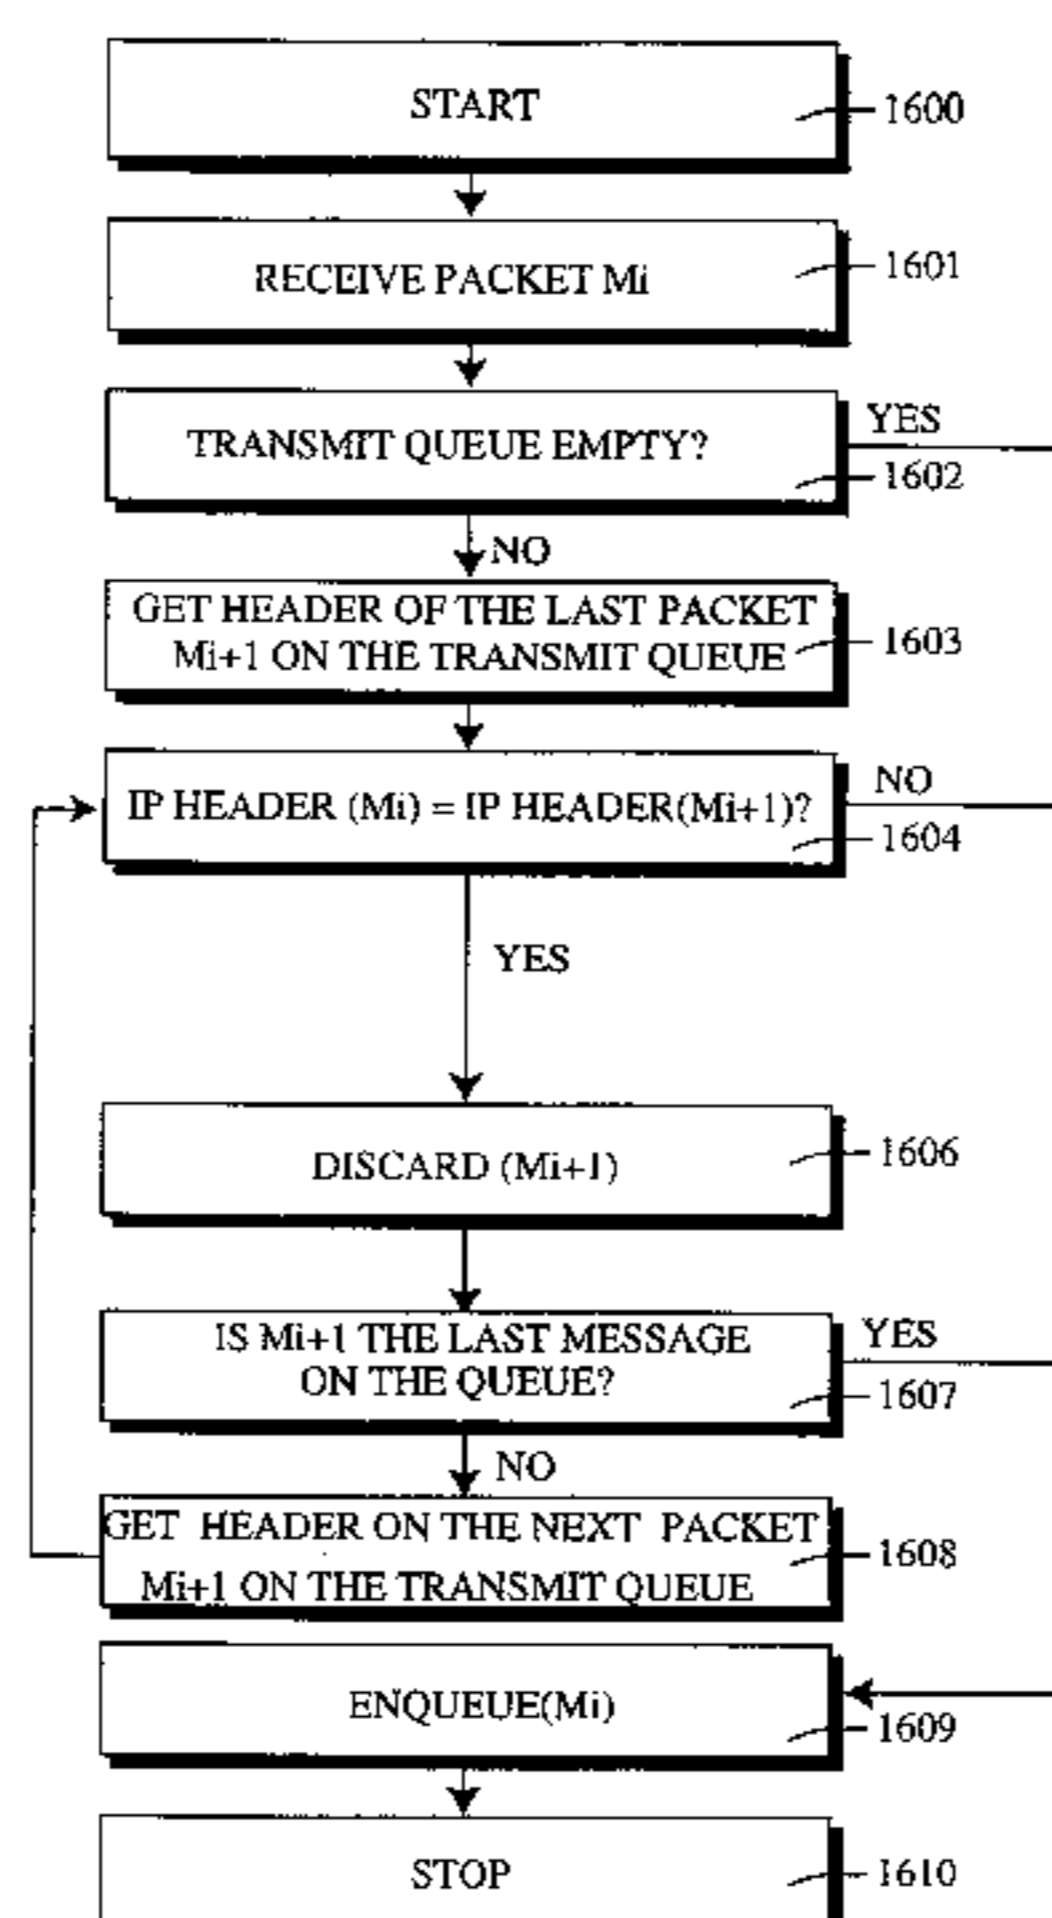 START
1600
RECEIVE PACKET Mi
1601
TRANSMIT QUEUE EMPTY?
YES
1602
NO
GET HEADER OF THE LAST PACKET
Mi+1 ON THE TRANSMIT QUEUE
1603
IP HEADER (Mi) = IP HEADER(Mi+1)?
NO
1604
YES
DISCARD (Mi+1)
1606
IS Mi+1 THE LAST MESSAGE
ON THE QUEUE?
YES
1607
NO
GET HEADER ON THE NEXT PACKET
Mi+1 ON THE TRANSMIT QUEUE
1608
ENQUEUE(Mi)
1609
STOP
1610